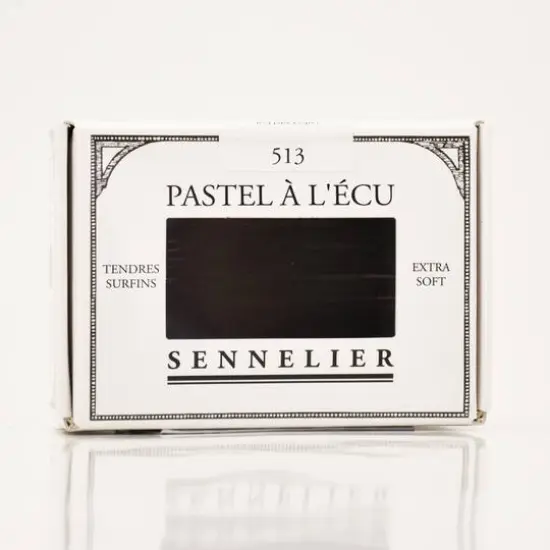 513
PASTEL À L'ÉCU
TENDRES
SURFINS
EXTRA
SOFT
SENNELIER